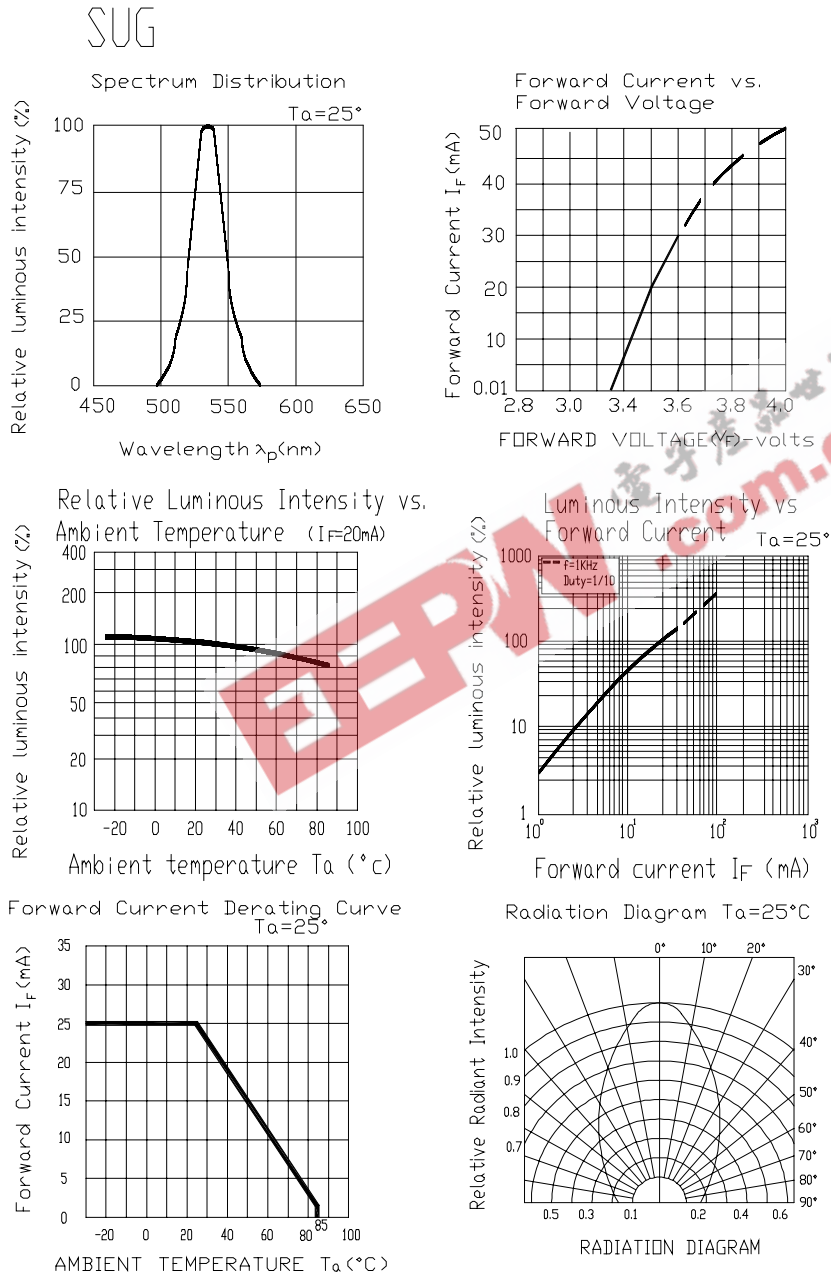 SUG
Spectrum Distribution
Ta=25°
Relative luminous intensity (%)
100
75
50
25
0
450 500 550 600 650
Wavelength λp(nm)
Forward Current vs.
Forward Voltage
Forward Current IF(mA)
50
40
30
20
10
0.01
2.8 3.0 3.4 3.6 3.8 4.0
FORWARD VOLTAGE(VF)-volts
Relative Luminous Intensity vs.
Ambient Temperature (IF=20mA)
Relative luminous intensity (%)
400
200
100
50
20
10
-20 0 20 40 60 80 100
Ambient temperature Ta (°c)
Luminous Intensity vs
Forward Current Ta=25°
Relative luminous intensity (%)
1000
100
10
1
f=1KHz
Duty=1/10
10⁰ 10¹ 10² 10³
Forward current IF (mA)
EEPW .com.c
電子產品世
Forward Current Derating Curve
Ta=25°
Forward Current IF(mA)
35
30
25
20
15
10
5
0
-20 0 20 40 60 80 85 100
AMBIENT TEMPERATURE Ta(°C)
Radiation Diagram Ta=25°C
Relative Radiant Intensity
0° 10° 20°
30°
40°
50°
60°
70°
80°
90°
1.0
0.9
0.8
0.7
0.5 0.3 0.1 0.2 0.4 0.6
RADIATION DIAGRAM